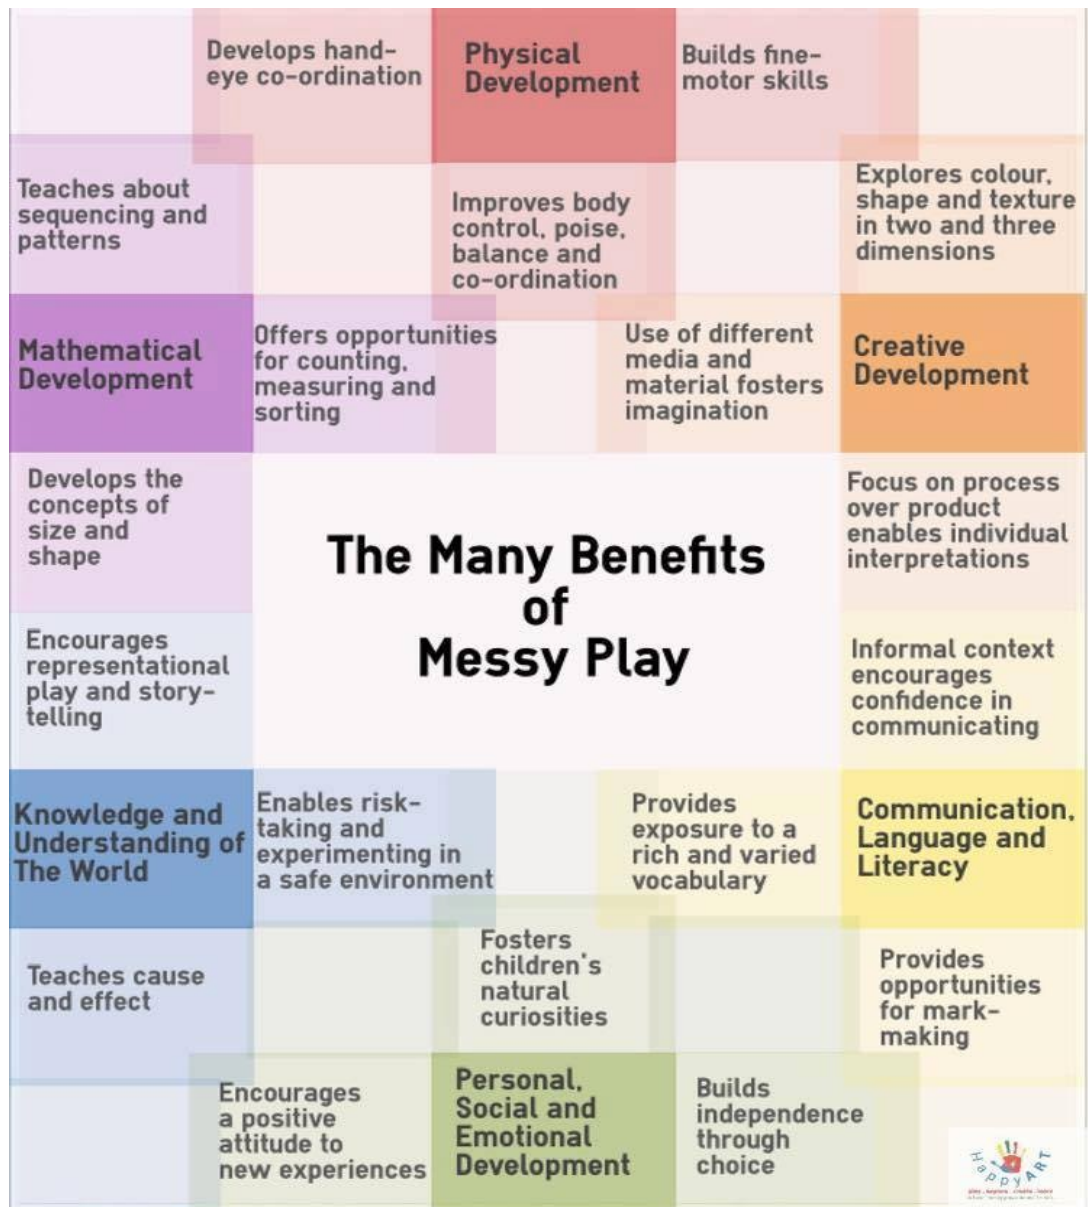 Develops hand-
eye co-ordination
Physical
Development
Builds fine-
motor skills
Teaches about
sequencing and
patterns
Improves body
control, poise,
balance and
co-ordination
Explores colour,
shape and texture
in two and three
dimensions
Mathematical
Development
Offers opportunities
for counting,
measuring and
sorting
Use of different
media and
material fosters
imagination
Creative
Development
Develops the
concepts of
size and
shape
The Many Benefits
of
Messy Play
Focus on process
over product
enables individual
interpretations
Encourages
representational
play and story-
telling
Informal context
encourages
confidence in
communicating
Knowledge and
Understanding of
The World
Enables risk-
taking and
experimenting in
a safe environment
Provides
exposure to a
rich and varied
vocabulary
Communication,
Language and
Literacy
Teaches cause
and effect
Fosters
children's
natural
curiosities
Provides
opportunities
for mark-
making
Encourages
a positive
attitude to
new experiences
Personal,
Social and
Emotional
Development
Builds
independence
through
choice
HappyART
play . explore . create . learn